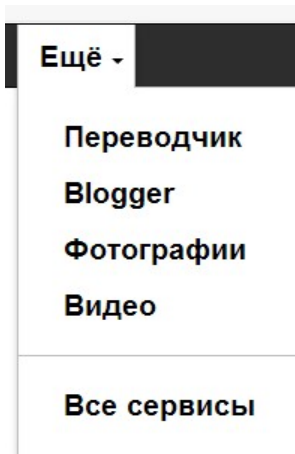 Ещё
Переводчик
Blogger
Фотографии
Видео
Все сервисы